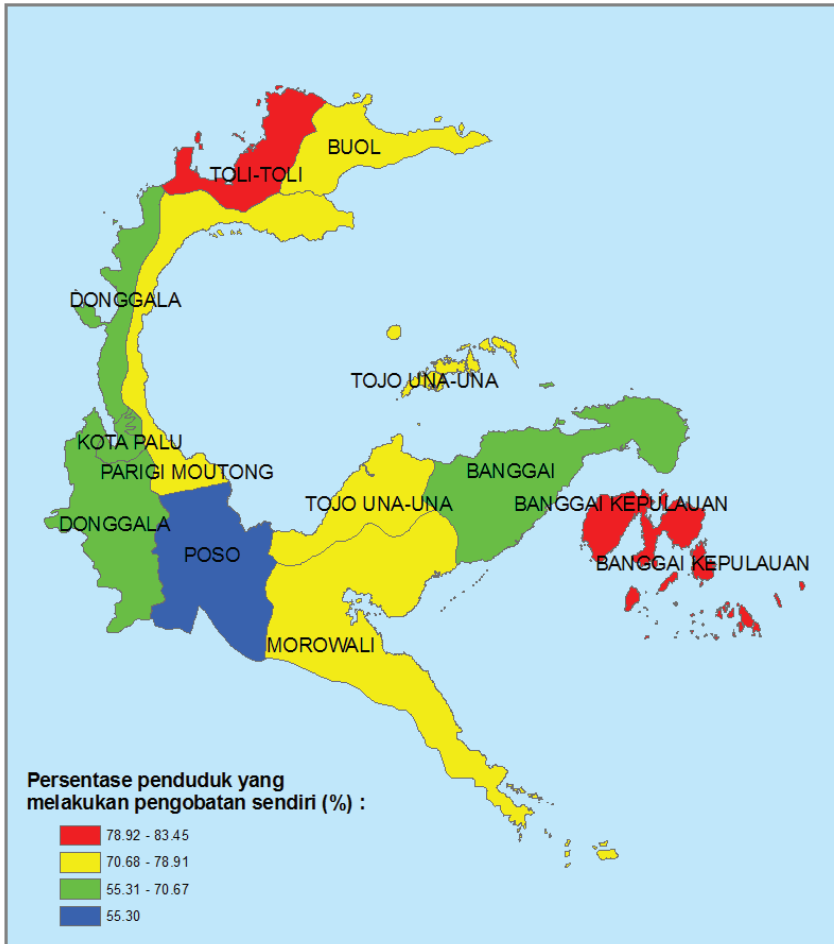 BUOL
TOLI-TOLI
DONGGALA
TOJO UNA-UNA
KOTA PALU
PARIGI MOUTONG
BANGGAI
TOJO UNA-UNA
BANGGAI KEPULAUAN
DONGGALA
POSO
BANGGAI KEPULAUAN
MOROWALI
Persentase penduduk yang
melakukan pengobatan sendiri (%) :
78.92 - 83.45
70.68 - 78.91
55.31 - 70.67
55.30